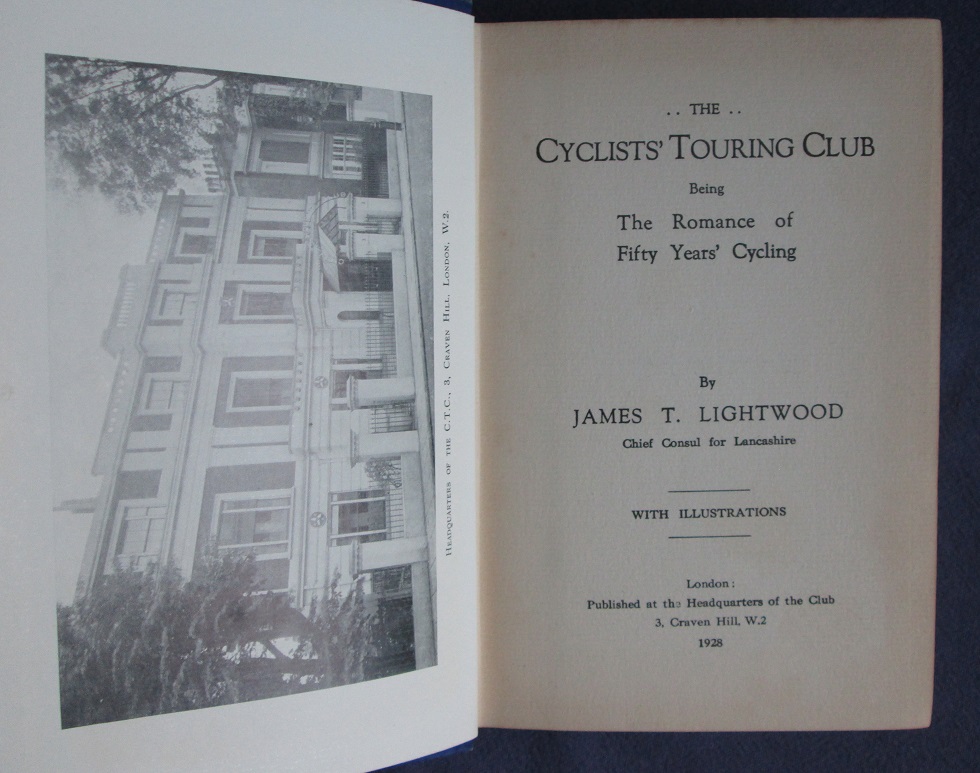 HEADQUARTERS OF THE C.T.C., 3, CRAVEN HILL, LONDON, W.2.
.. THE ..
CYCLISTS' TOURING CLUB
Being
The Romance of
Fifty Years' Cycling
By
JAMES T. LIGHTWOOD
Chief Consul for Lancashire
WITH ILLUSTRATIONS
London:
Published at the Headquarters of the Club
3, Craven Hill, W.2
1928